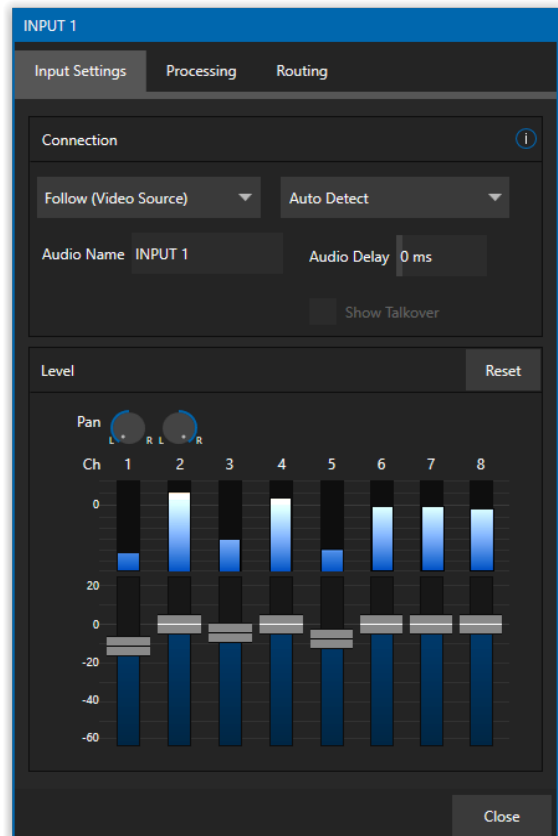 INPUT 1
Input Settings Processing Routing
Connection i
Follow (Video Source) Auto Detect
Audio Name INPUT 1 Audio Delay 0 ms
Show Talkover
Level Reset
Pan L R L R
Ch 1 2 3 4 5 6 7 8
0
20
0
-20
-40
-60
Close